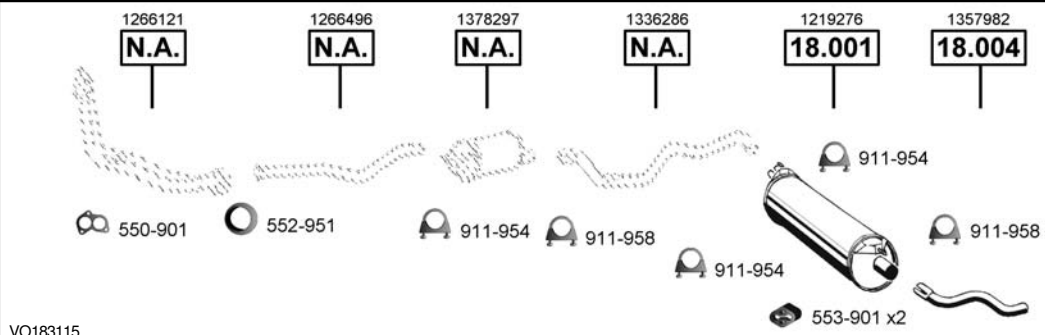 1266121 1266496 1378297 1336286 1219276 1357982
N.A. N.A. N.A. N.A. 18.001 18.004
911-954
550-901 552-951 911-954 911-958 911-958
911-954
553-901 x2
VO183115